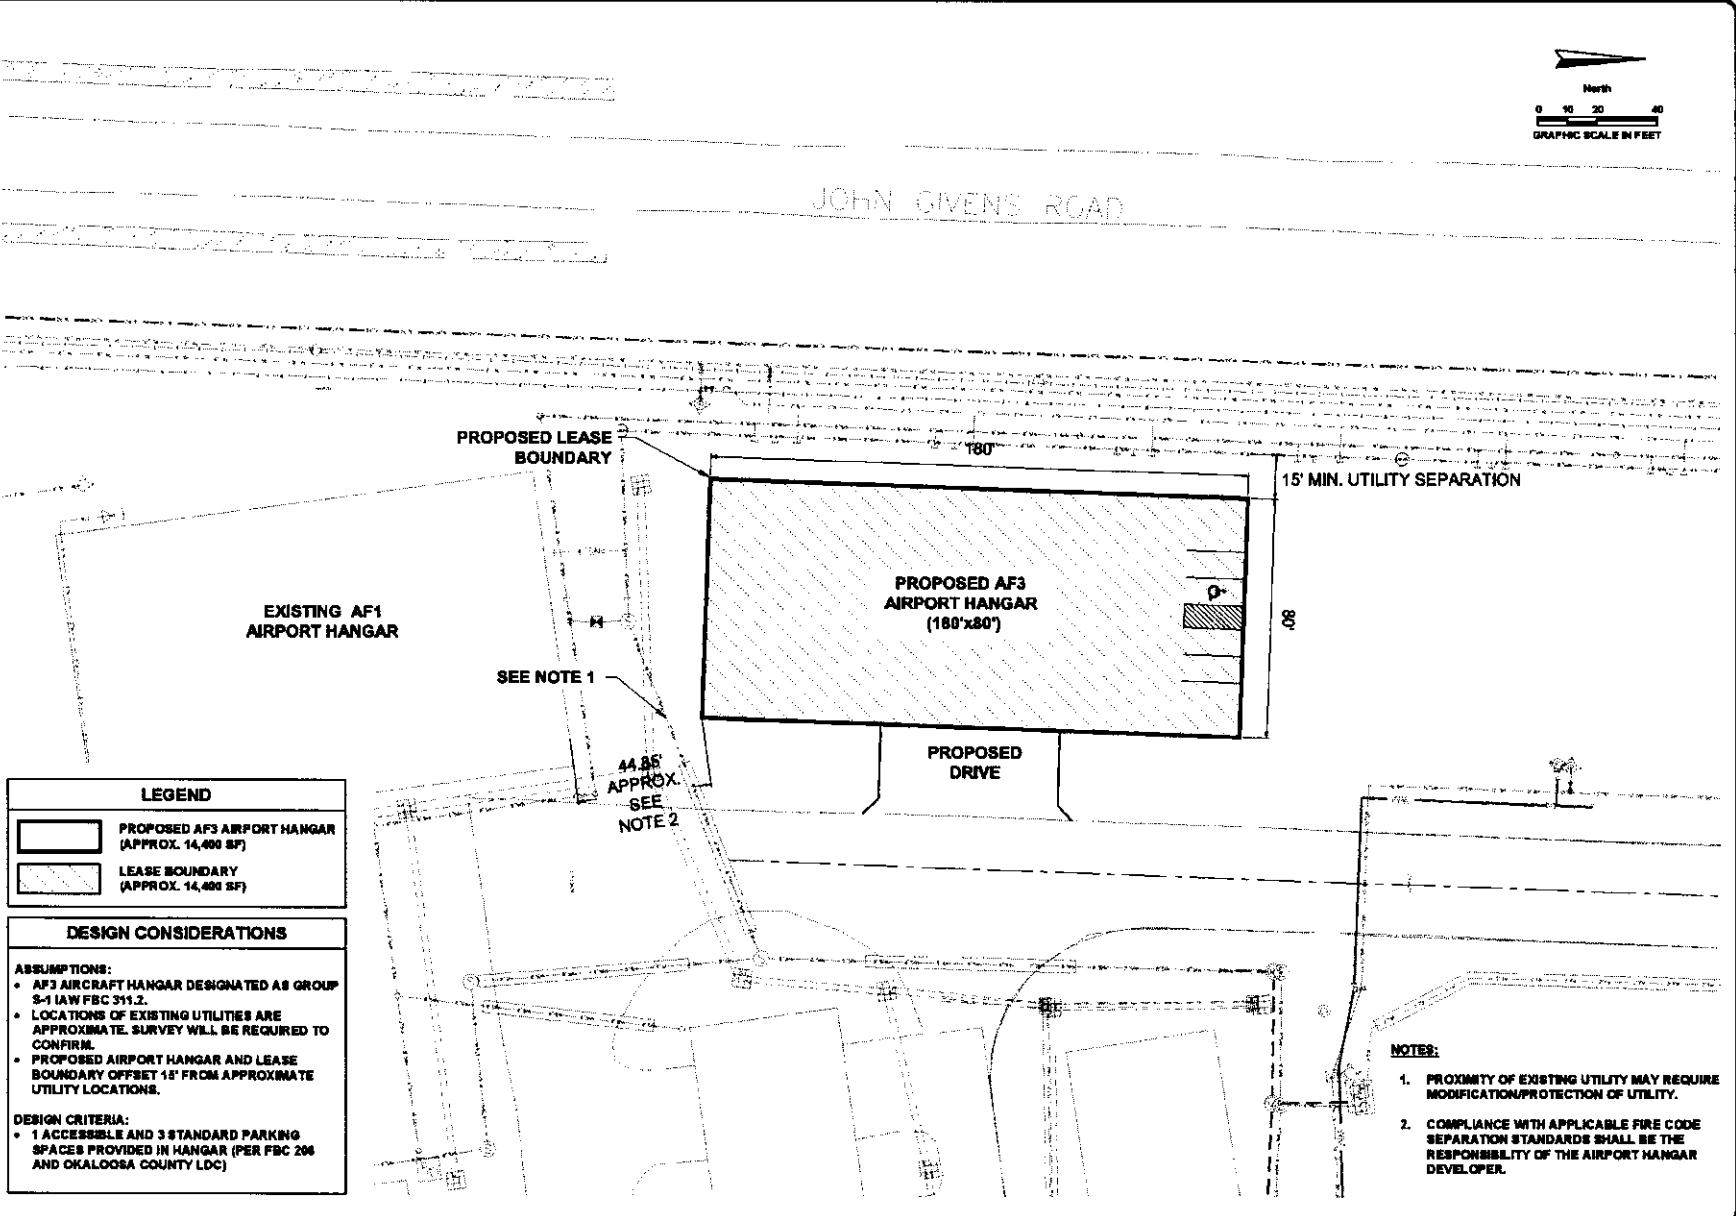 North
0 10 20 40
GRAPHIC SCALE IN FEET
JOHN GIVENS ROAD
PROPOSED LEASE
BOUNDARY
180'
15' MIN. UTILITY SEPARATION
EXISTING AF1
AIRPORT HANGAR
PROPOSED AF3
AIRPORT HANGAR
(180'x80')
80'
SEE NOTE 1
44.85'
APPROX.
SEE
NOTE 2
PROPOSED
DRIVE
LEGEND
PROPOSED AF3 AIRPORT HANGAR
(APPROX. 14,400 SF)
LEASE BOUNDARY
(APPROX. 14,400 SF)
DESIGN CONSIDERATIONS
ASSUMPTIONS:
• AF3 AIRCRAFT HANGAR DESIGNATED AS GROUP
S-1 IAW FBC 311.2.
• LOCATIONS OF EXISTING UTILITIES ARE
APPROXIMATE. SURVEY WILL BE REQUIRED TO
CONFIRM.
• PROPOSED AIRPORT HANGAR AND LEASE
BOUNDARY OFFSET 15' FROM APPROXIMATE
UTILITY LOCATIONS.
DESIGN CRITERIA:
• 1 ACCESSIBLE AND 3 STANDARD PARKING
SPACES PROVIDED IN HANGAR (PER FBC 206
AND OKALOOSA COUNTY LDC)
NOTES:
1. PROXIMITY OF EXISTING UTILITY MAY REQUIRE
MODIFICATION/PROTECTION OF UTILITY.
2. COMPLIANCE WITH APPLICABLE FIRE CODE
SEPARATION STANDARDS SHALL BE THE
RESPONSIBILITY OF THE AIRPORT HANGAR
DEVELOPER.